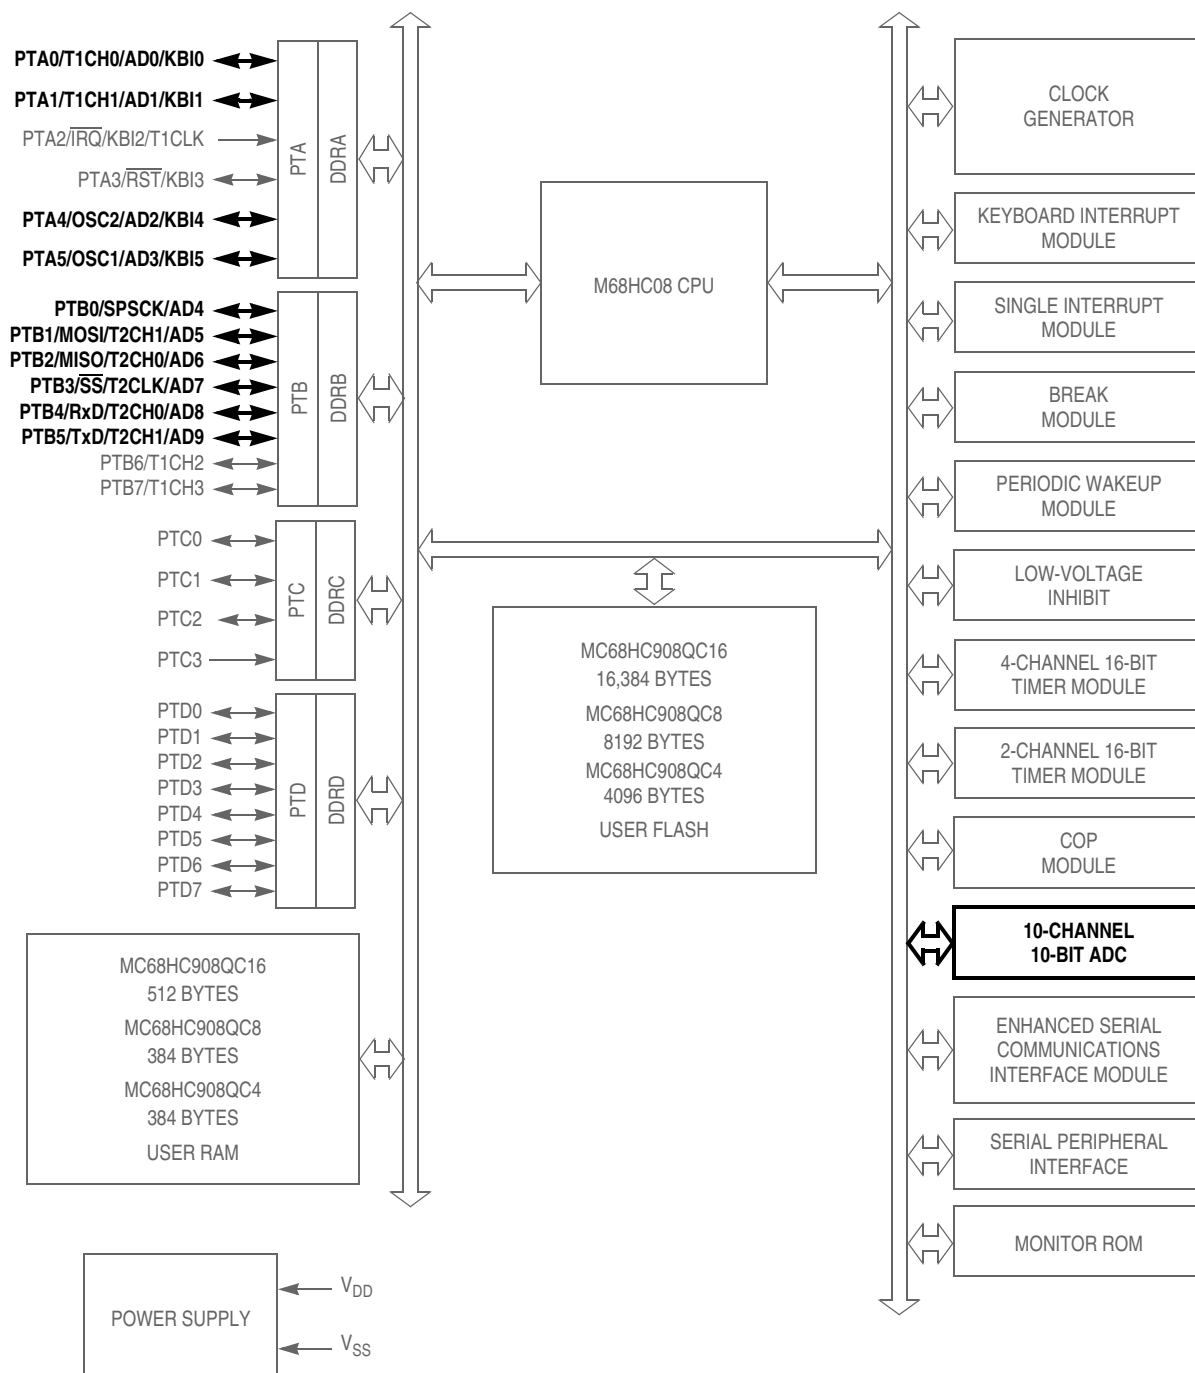 PTA0/T1CH0/AD0/KBI0
PTA1/T1CH1/AD1/KBI1
PTA2/IRQ/KBI2/T1CLK
PTA3/RST/KBI3
PTA4/OSC2/AD2/KBI4
PTA5/OSC1/AD3/KBI5
PTA
DDRA
PTB0/SPSCK/AD4
PTB1/MOSI/T2CH1/AD5
PTB2/MISO/T2CH0/AD6
PTB3/SS/T2CLK/AD7
PTB4/RxD/T2CH0/AD8
PTB5/TxD/T2CH1/AD9
PTB6/T1CH2
PTB7/T1CH3
PTB
DDRB
PTC0
PTC1
PTC2
PTC3
PTC
DDRC
PTD0
PTD1
PTD2
PTD3
PTD4
PTD5
PTD6
PTD7
PTD
DDRD
MC68HC908QC16
512 BYTES
MC68HC908QC8
384 BYTES
MC68HC908QC4
384 BYTES
USER RAM
POWER SUPPLY
VDD
VSS
M68HC08 CPU
MC68HC908QC16
16,384 BYTES
MC68HC908QC8
8192 BYTES
MC68HC908QC4
4096 BYTES
USER FLASH
CLOCK
GENERATOR
KEYBOARD INTERRUPT
MODULE
SINGLE INTERRUPT
MODULE
BREAK
MODULE
PERIODIC WAKEUP
MODULE
LOW-VOLTAGE
INHIBIT
4-CHANNEL 16-BIT
TIMER MODULE
2-CHANNEL 16-BIT
TIMER MODULE
COP
MODULE
10-CHANNEL
10-BIT ADC
ENHANCED SERIAL
COMMUNICATIONS
INTERFACE MODULE
SERIAL PERIPHERAL
INTERFACE
MONITOR ROM